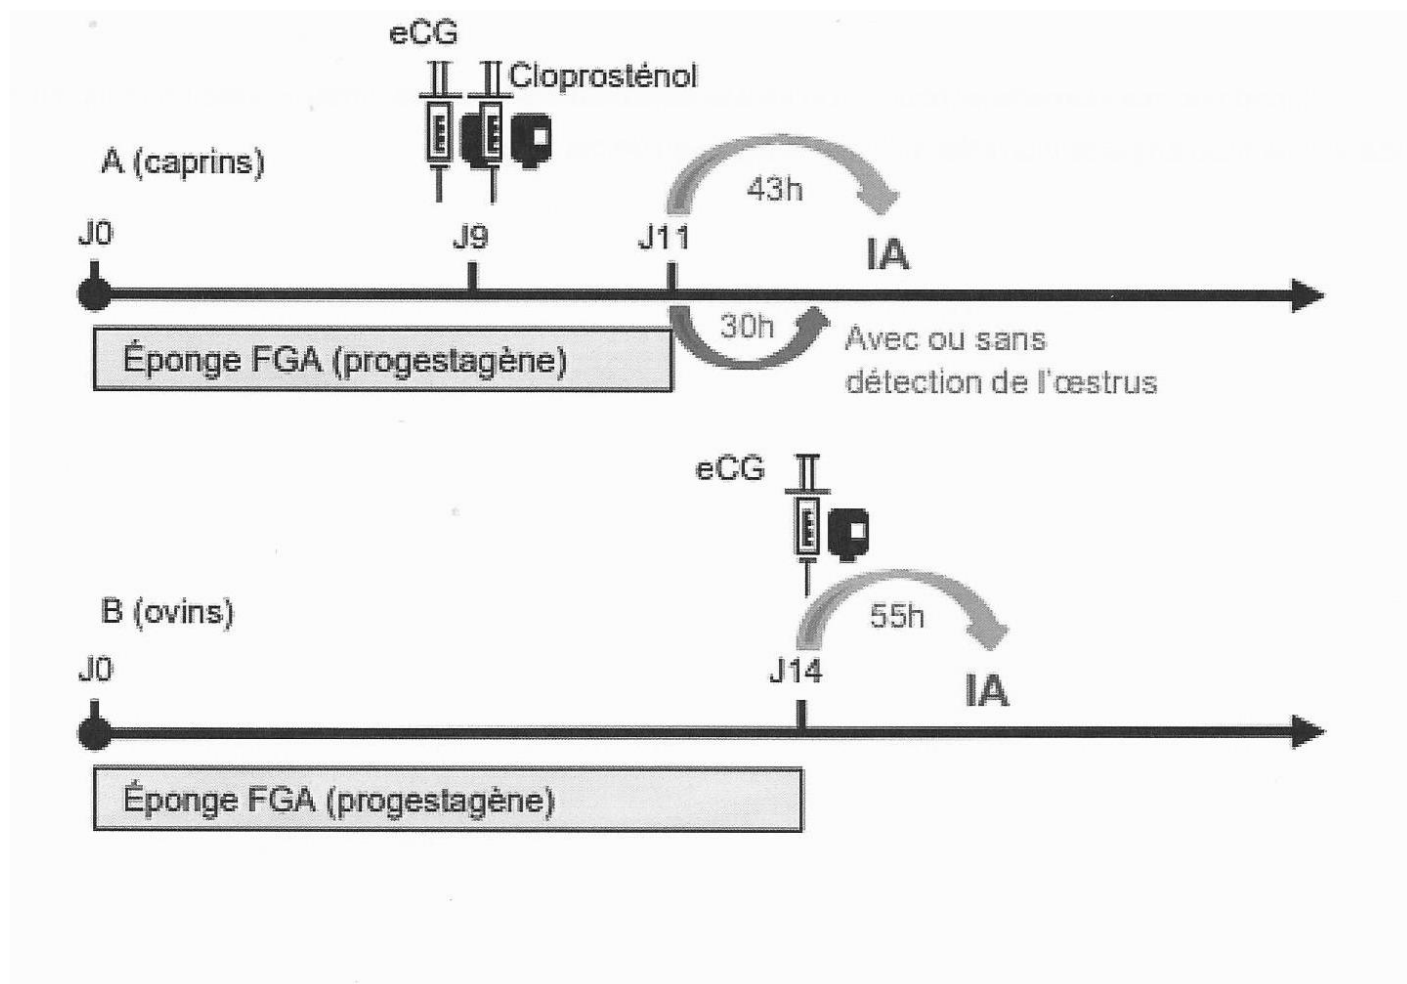 eCG
Cloprosténol
A (caprins)
43h
J0
J9
J11
IA
30h
Éponge FGA (progestagène)
Avec ou sans
détection de l'œstrus
eCG
B (ovins)
55h
J0
J14
IA
Éponge FGA (progestagène)